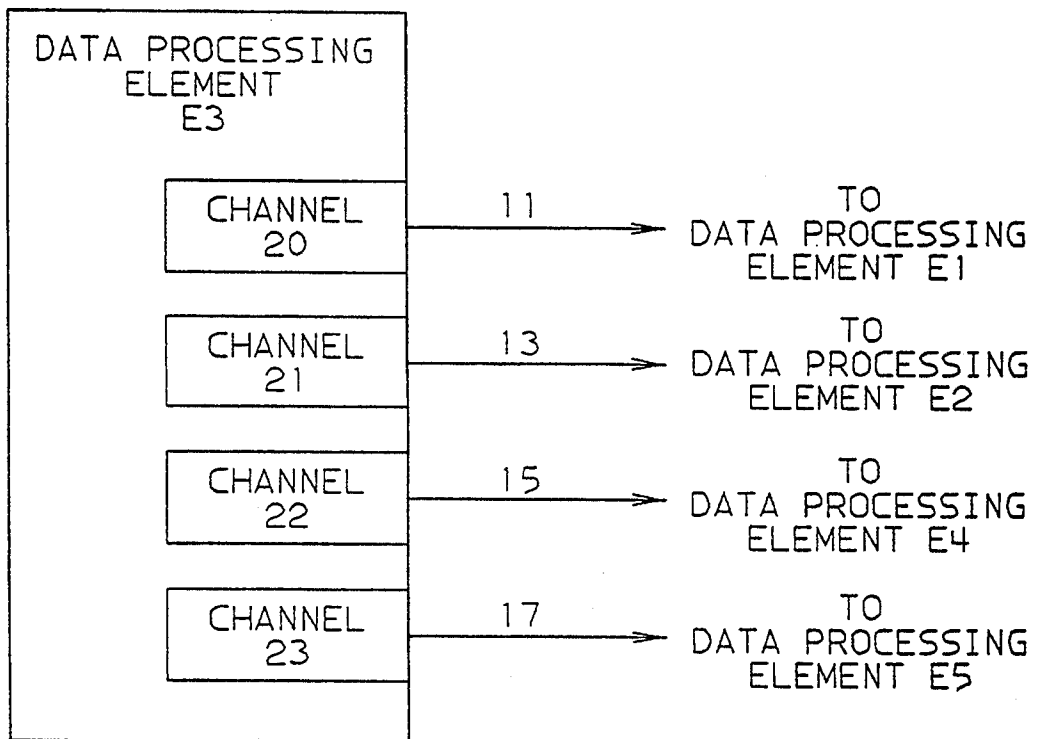 DATA PROCESSING
ELEMENT
E3
CHANNEL
20
11
TO
DATA PROCESSING
ELEMENT E1
CHANNEL
21
13
TO
DATA PROCESSING
ELEMENT E2
CHANNEL
22
15
TO
DATA PROCESSING
ELEMENT E4
CHANNEL
23
17
TO
DATA PROCESSING
ELEMENT E5